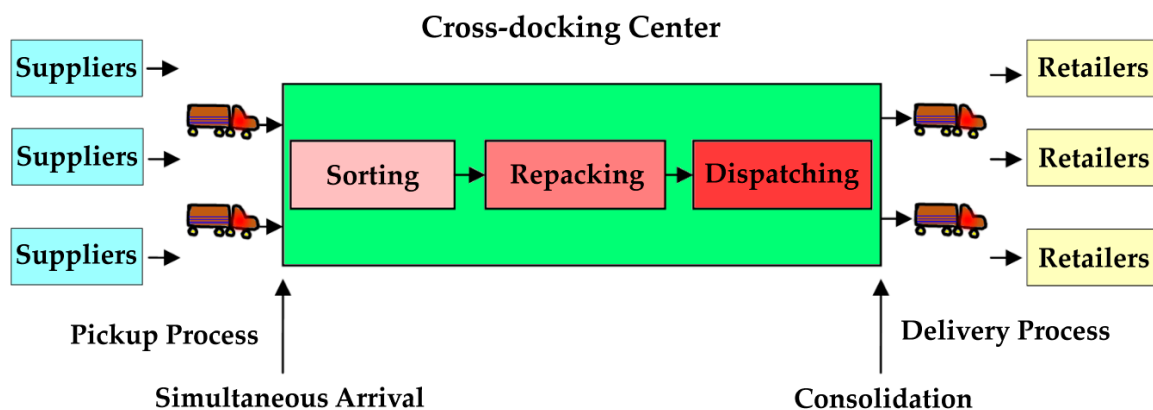 Cross-docking Center
Suppliers
Suppliers
Suppliers
Sorting
Repacking
Dispatching
Retailers
Retailers
Retailers
Pickup Process
Delivery Process
Simultaneous Arrival
Consolidation